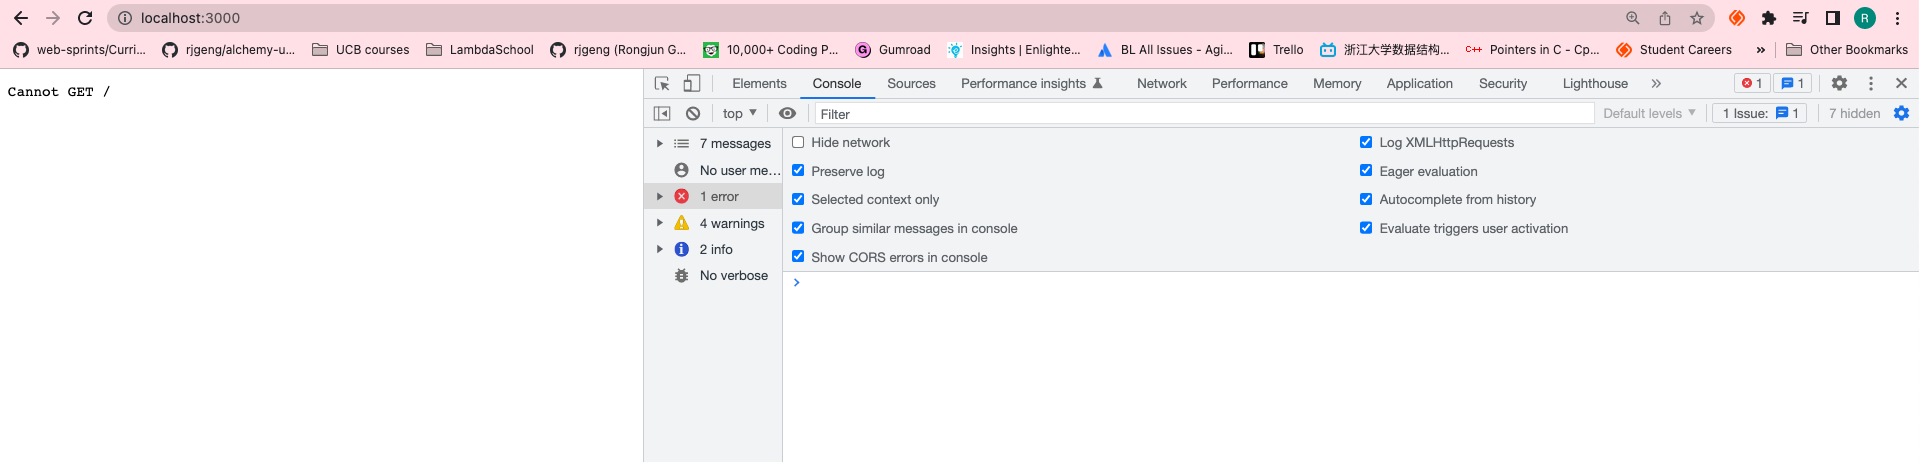 localhost:3000
web-sprints/Curri... rjgeng/alchemy-u... UCB courses LambdaSchool rjgeng (Rongjun G... 10,000+ Coding P... Gumroad Insights | Enlighte... BL All Issues - Agi... Trello 浙江大学数据结构... C++ Pointers in C - Cp... Student Careers » Other Bookmarks
Cannot GET /
Elements Console Sources Performance insights Network Performance Memory Application Security Lighthouse » 1 1
top Filter Default levels 1 Issue: 1 7 hidden
7 messages
No user me...
1 error
4 warnings
2 info
No verbose
Hide network Log XMLHttpRequests
Preserve log Eager evaluation
Selected context only Autocomplete from history
Group similar messages in console Evaluate triggers user activation
Show CORS errors in console